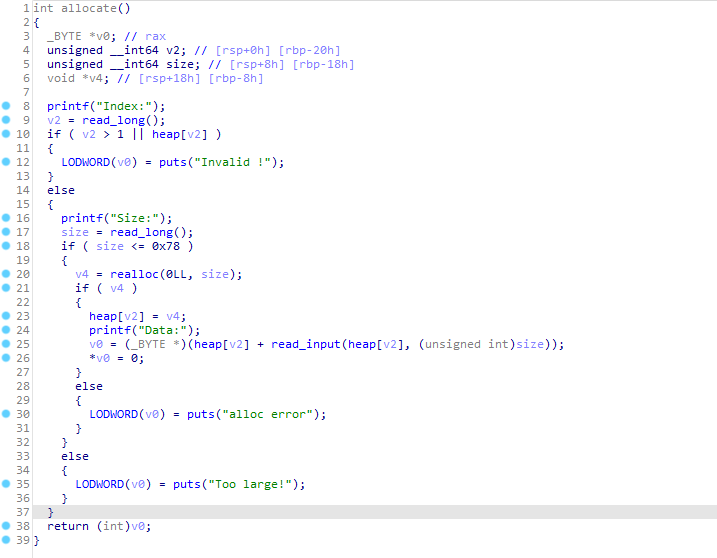 1 int allocate()
2 {
3   _BYTE *v0; // rax
4   unsigned __int64 v2; // [rsp+0h] [rbp-20h]
5   unsigned __int64 size; // [rsp+8h] [rbp-18h]
6   void *v4; // [rsp+18h] [rbp-8h]
7
8   printf("Index:");
9   v2 = read_long();
10   if ( v2 > 1 || heap[v2] )
11   {
12     LODWORD(v0) = puts("Invalid !");
13   }
14   else
15   {
16     printf("Size:");
17     size = read_long();
18     if ( size <= 0x78 )
19     {
20       v4 = realloc(0LL, size);
21       if ( v4 )
22       {
23         heap[v2] = v4;
24         printf("Data:");
25         v0 = (_BYTE *)(heap[v2] + read_input(heap[v2], (unsigned int)size));
26         *v0 = 0;
27       }
28       else
29       {
30         LODWORD(v0) = puts("alloc error");
31       }
32     }
33     else
34     {
35       LODWORD(v0) = puts("Too large!");
36     }
37   }
38   return (int)v0;
39 }